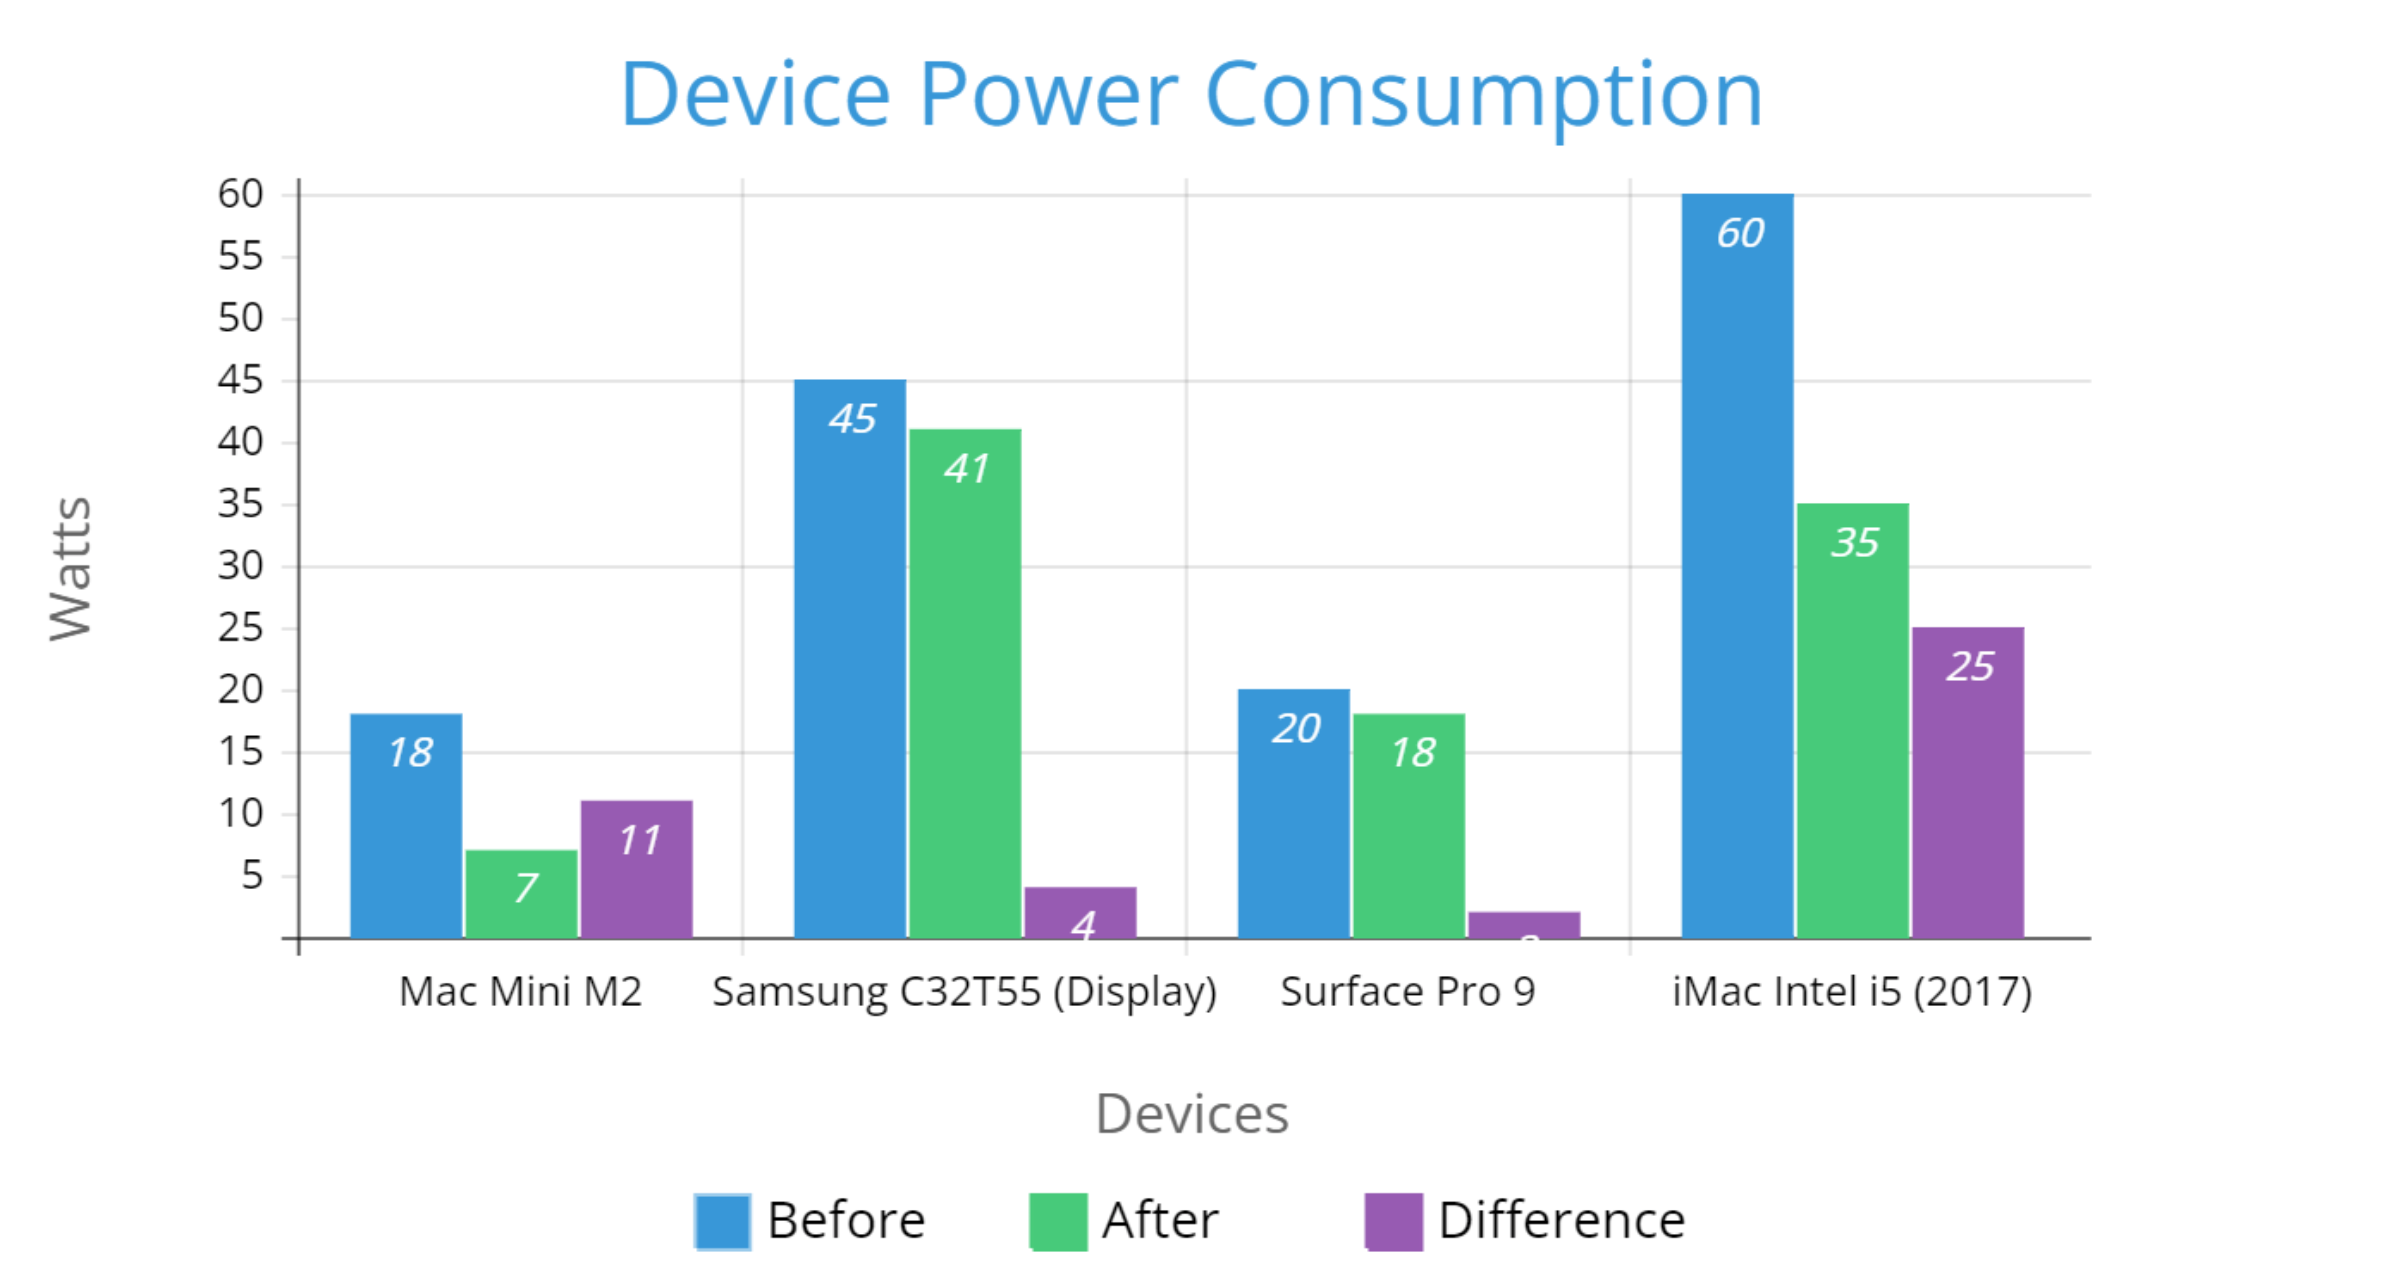 Device Power Consumption
60
55
50
45
40
35
30
25
20
15
10
5
Watts
18
7
11
45
41
4
20
18
60
35
25
Mac Mini M2
Samsung C32T55 (Display)
Surface Pro 9
iMac Intel i5 (2017)
Devices
Before
After
Difference